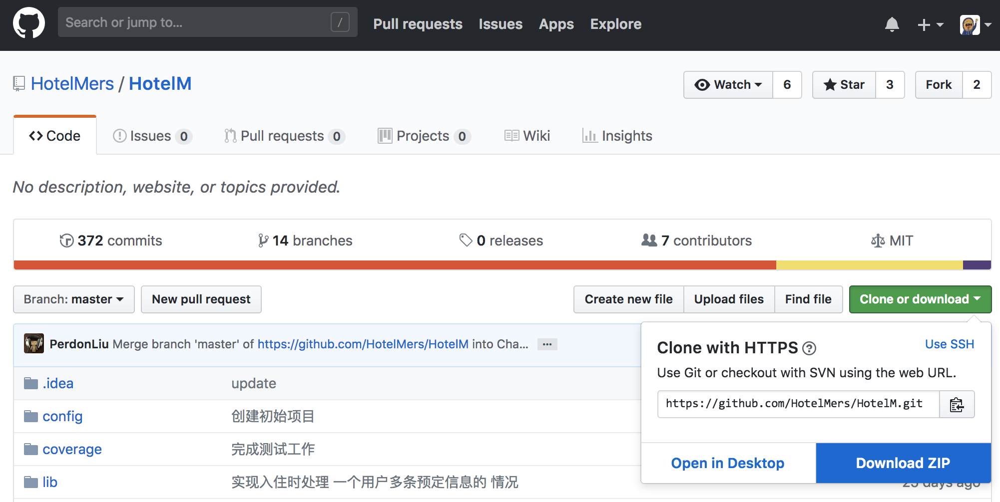 Search or jump to... /
Pull requests Issues Apps Explore
HotelMers / HotelM
Watch 6 Star 3 Fork 2
Code Issues 0 Pull requests 0 Projects 0 Wiki Insights
No description, website, or topics provided.
372 commits 14 branches 0 releases 7 contributors MIT
Branch: master New pull request Create new file Upload files Find file Clone or download
PerdonLiu Merge branch 'master' of https://github.com/HotelMers/HotelM into Cha... ...
Clone with HTTPS ? Use SSH
Use Git or checkout with SVN using the web URL.
https://github.com/HotelMers/HotelM.git
Open in Desktop Download ZIP
.idea update
config 创建初始项目
coverage 完成测试工作
lib 实现入住时处理 一个用户多条预定信息的 情况 25 days ago